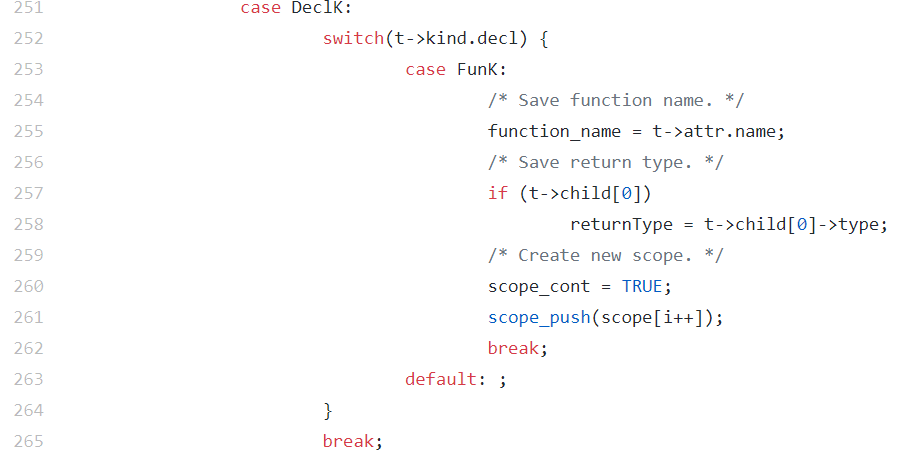 251 case DeclK:
252 switch(t->kind.decl) {
253 case FunK:
254 /* Save function name. */
255 function_name = t->attr.name;
256 /* Save return type. */
257 if (t->child[0])
258 returnType = t->child[0]->type;
259 /* Create new scope. */
260 scope_cont = TRUE;
261 scope_push(scope[i++]);
262 break;
263 default: ;
264 }
265 break;